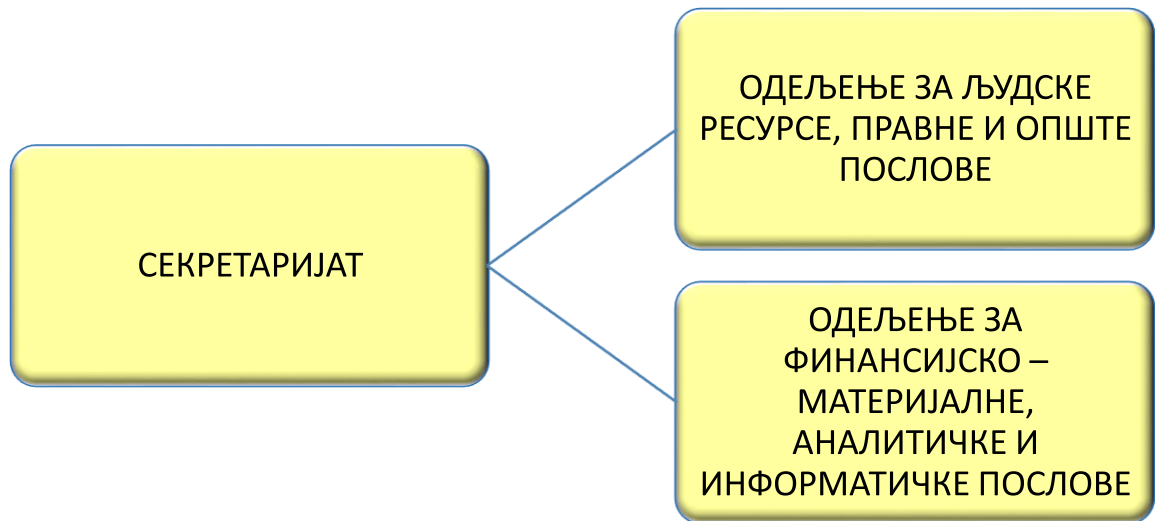 СЕКРЕТАРИЈАТ
ОДЕЉЕЊЕ ЗА ЉУДСКЕ
РЕСУРСЕ, ПРАВНЕ И ОПШТЕ
ПОСЛОВЕ
ОДЕЉЕЊЕ ЗА
ФИНАНСИЈСКО –
МАТЕРИЈАЛНЕ,
АНАЛИТИЧКЕ И
ИНФОРМАТИЧКЕ ПОСЛОВЕ